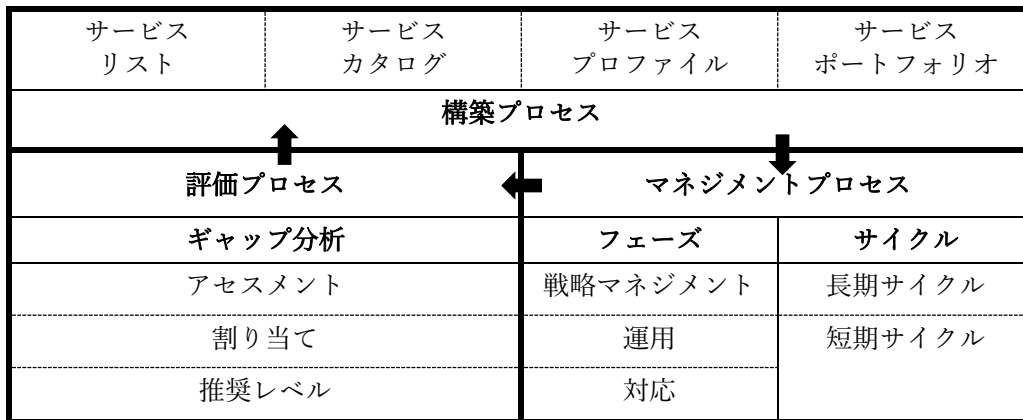 サービス
リスト
サービス
カタログ
サービス
プロファイル
サービス
ポートフォリオ
構築プロセス
評価プロセス
マネジメントプロセス
ギャップ分析
フェーズ
サイクル
アセスメント
戦略マネジメント
長期サイクル
割り当て
運用
短期サイクル
推奨レベル
対応